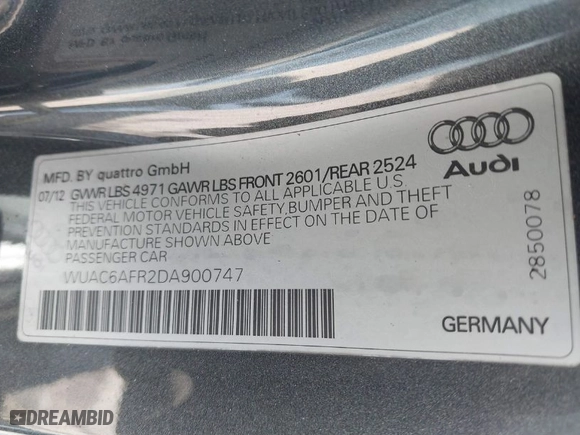 MFD. BY quattro GmbH
07/12 GVWR LBS 4971 GAWR LBS FRONT 2601/REAR 2524
THIS VEHICLE CONFORMS TO ALL APPLICABLE U.S.
FEDERAL MOTOR VEHICLE SAFETY, BUMPER AND THEFT
PREVENTION STANDARDS IN EFFECT ON THE DATE OF
MANUFACTURE SHOWN ABOVE
PASSENGER CAR
WUAC6AFR2DA900747
Audi
2850078
GERMANY
DREAMBID